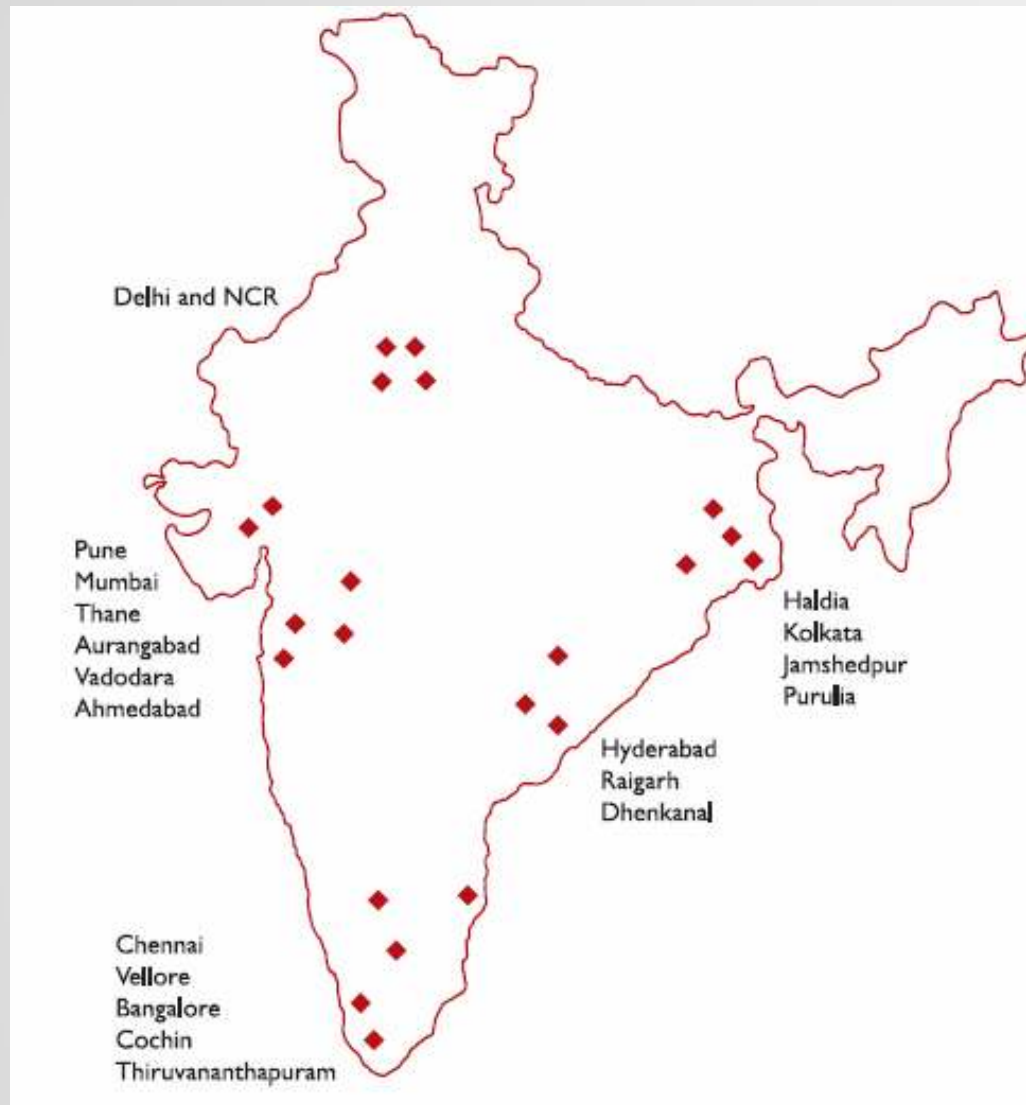 Delhi and NCR
Pune
Mumbai
Thane
Aurangabad
Vadodara
Ahmedabad
Haldia
Kolkata
Jamshedpur
Purulia
Hyderabad
Raigarh
Dhenkanal
Chennai
Vellore
Bangalore
Cochin
Thiruvananthapuram